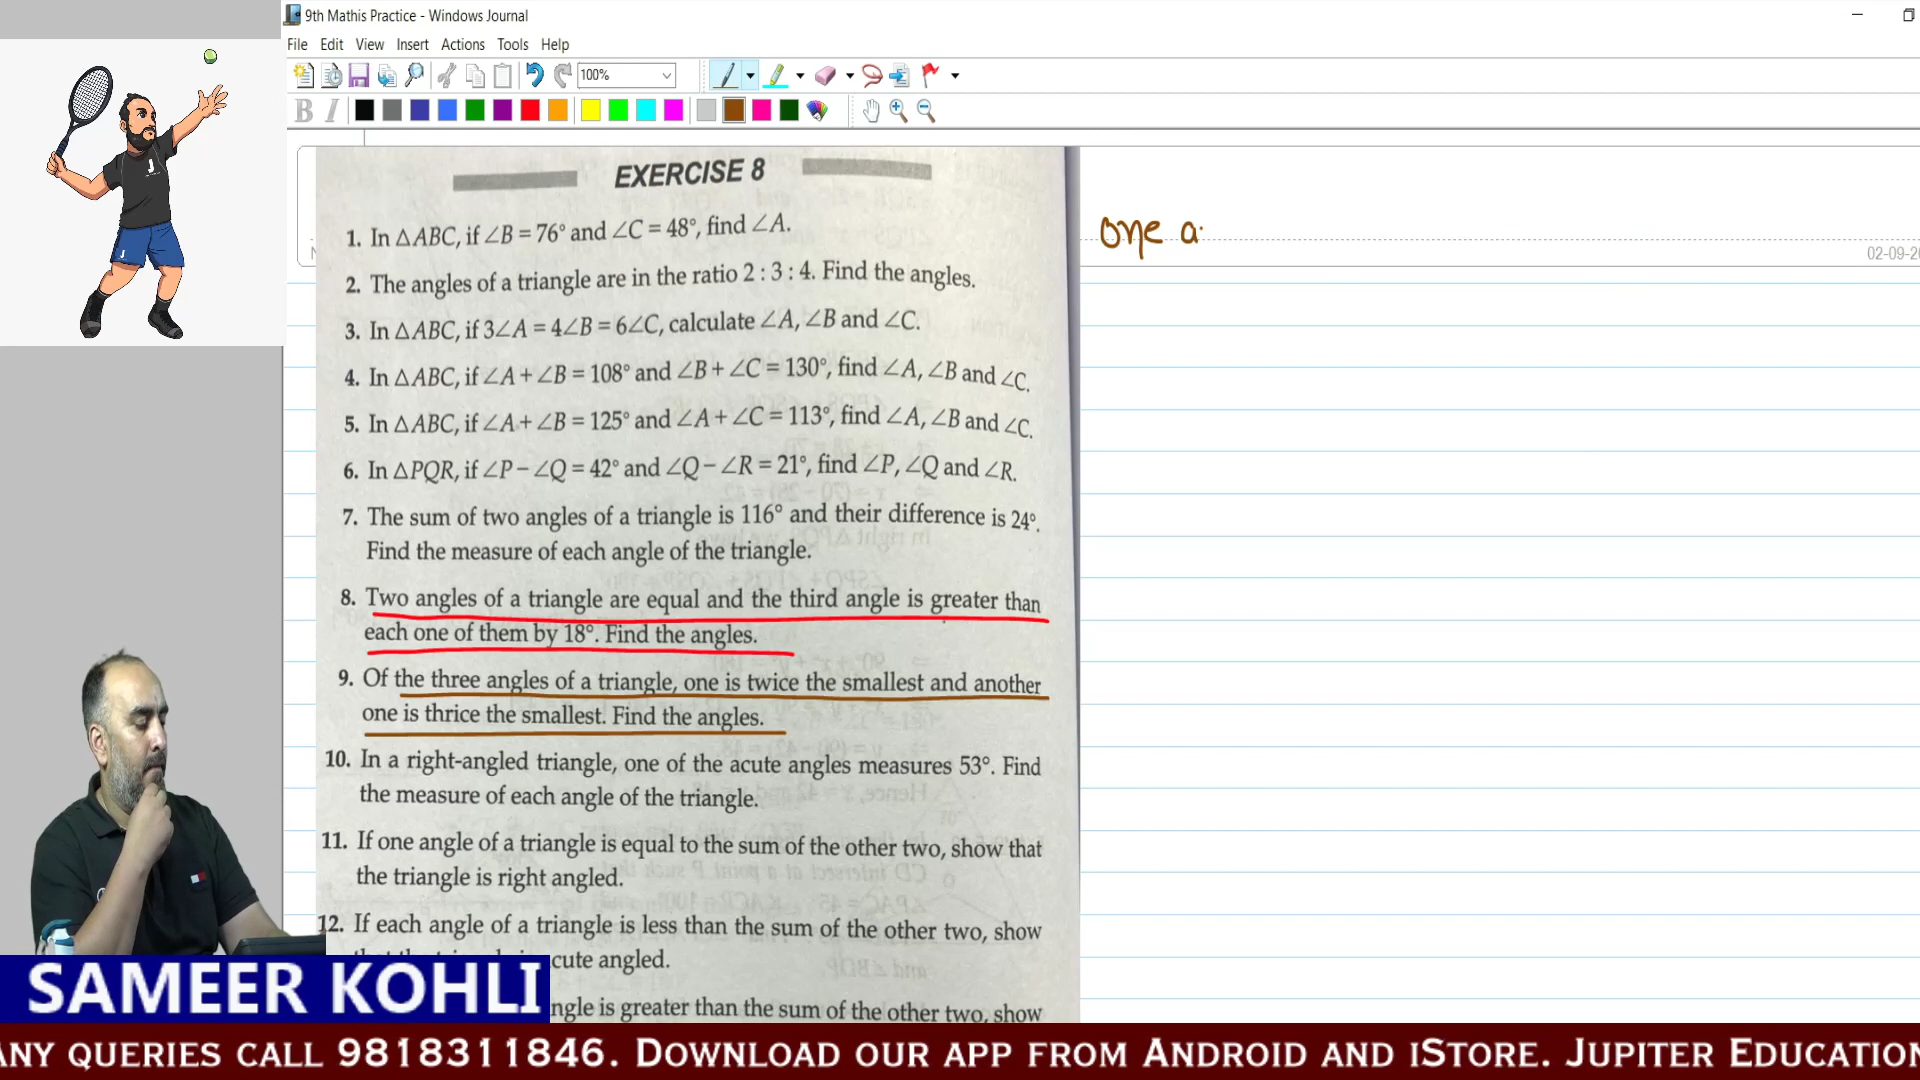 9th Mathis Practice - Windows Journal
File Edit View Insert Actions Tools Help
100%
B I
EXERCISE 8
1. In △ABC, if ∠B = 76° and ∠C = 48°, find ∠A.
2. The angles of a triangle are in the ratio 2 : 3 : 4. Find the angles.
3. In △ABC, if 3∠A = 4∠B = 6∠C, calculate ∠A, ∠B and ∠C.
4. In △ABC, if ∠A + ∠B = 108° and ∠B + ∠C = 130°, find ∠A, ∠B and ∠C.
5. In △ABC, if ∠A + ∠B = 125° and ∠A + ∠C = 113°, find ∠A, ∠B and ∠C.
6. In △PQR, if ∠P − ∠Q = 42° and ∠Q − ∠R = 21°, find ∠P, ∠Q and ∠R.
7. The sum of two angles of a triangle is 116° and their difference is 24°.
Find the measure of each angle of the triangle.
8. Two angles of a triangle are equal and the third angle is greater than
each one of them by 18°. Find the angles.
9. Of the three angles of a triangle, one is twice the smallest and another
one is thrice the smallest. Find the angles.
10. In a right-angled triangle, one of the acute angles measures 53°. Find
the measure of each angle of the triangle.
11. If one angle of a triangle is equal to the sum of the other two, show that
the triangle is right angled.
12. If each angle of a triangle is less than the sum of the other two, show
cute angled.
ngle is greater than the sum of the other two, show
one a
02-09-20
SAMEER KOHLI
ANY QUERIES CALL 9818311846. DOWNLOAD OUR APP FROM ANDROID AND ISTORE. JUPITER EDUCATION